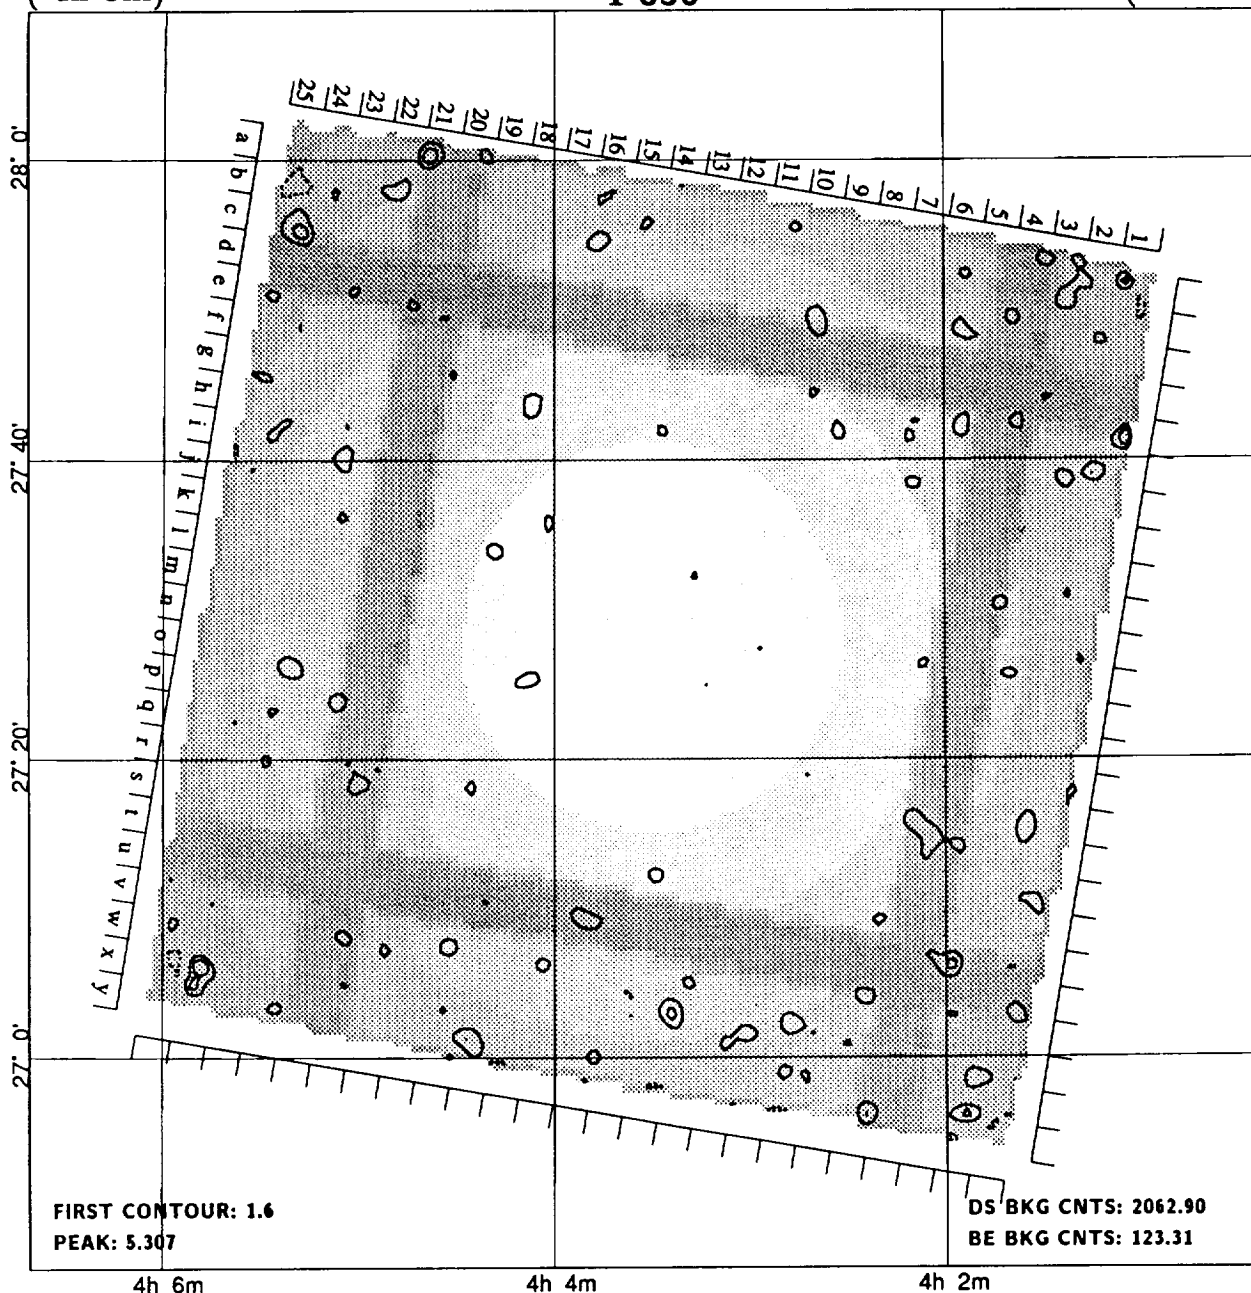 25 24 23 22 21 20 19 18 17 16 15 14 13 12 11 10 9 8 7 6 5 4 3 2 1
a b c d e f g h i j k l m n o p q r s t u v w x y
28° 0'
27° 40'
27° 20'
27° 0'
FIRST CONTOUR: 1.6
PEAK: 5.307
DS BKG CNTS: 2062.90
BE BKG CNTS: 123.31
4h 6m
4h 4m
4h 2m